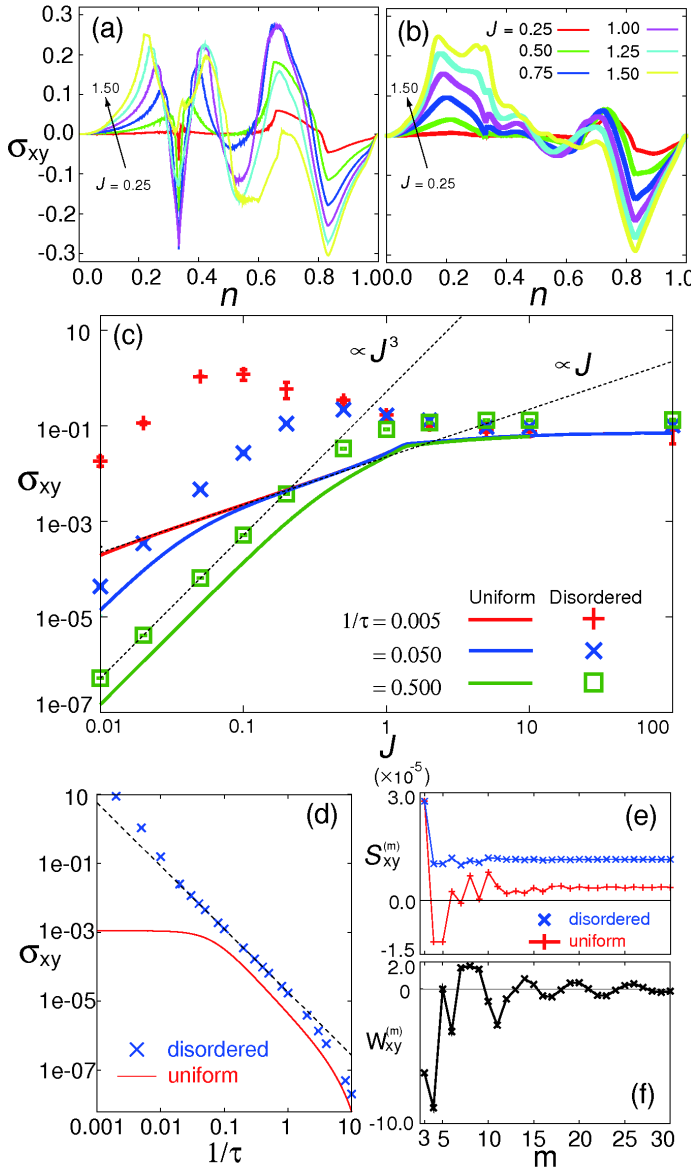 (a)
0.3
0.2
0.1
0.0
-0.1
-0.2
-0.3
σxy
1.50
J = 0.25
0.0 0.2 0.4 0.6 0.8 1.0
n
(b)
J = 0.25 1.00
0.50 1.25
0.75 1.50
1.50
J = 0.25
0.0 0.2 0.4 0.6 0.8 1.0
n
(c)
∝ J³
∝ J
10
1e-01
1e-03
1e-05
1e-07
σxy
Uniform Disordered
1/τ = 0.005
= 0.050
= 0.500
0.01 0.1 1 10 100
J
(d)
10
1e-01
1e-03
1e-05
1e-07
σxy
disordered
uniform
0.001 0.01 0.1 1 10
1/τ
(×10⁻⁵)
3.0
0.0
-1.5
Sxy(m)
(e)
disordered
uniform
2.0
0
-10.0
Wxy(m)
(f)
3 5 10 15 20 25 30
m